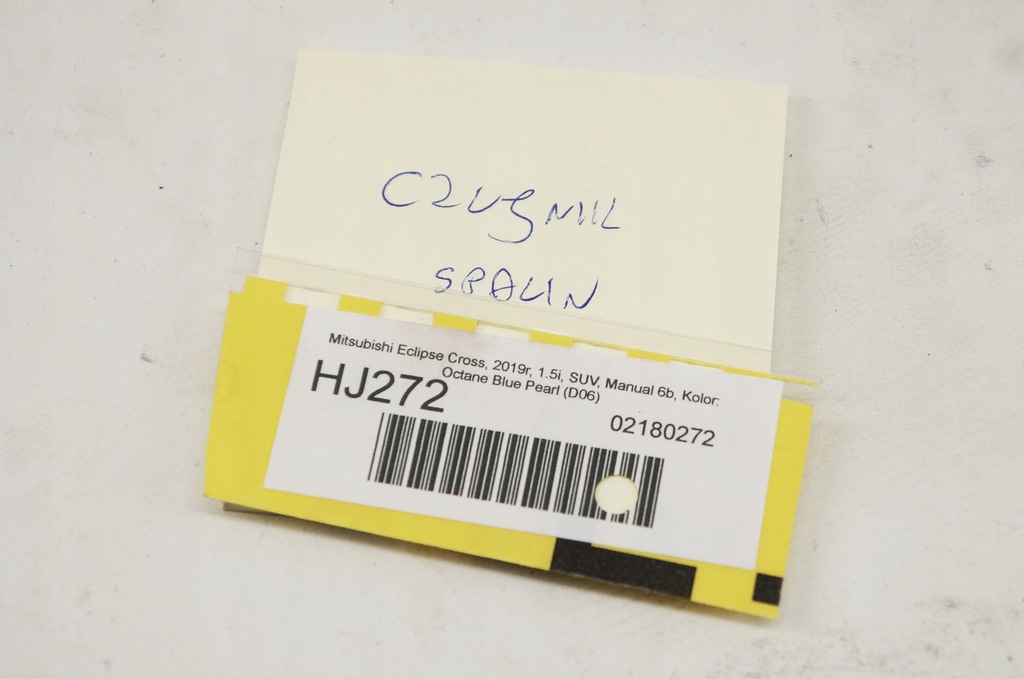 CZUJNIK
SPALIN
Mitsubishi Eclipse Cross, 2019r, 1.5i, SUV, Manual 6b, Kolor:
Octane Blue Pearl (D06)
HJ272
02180272